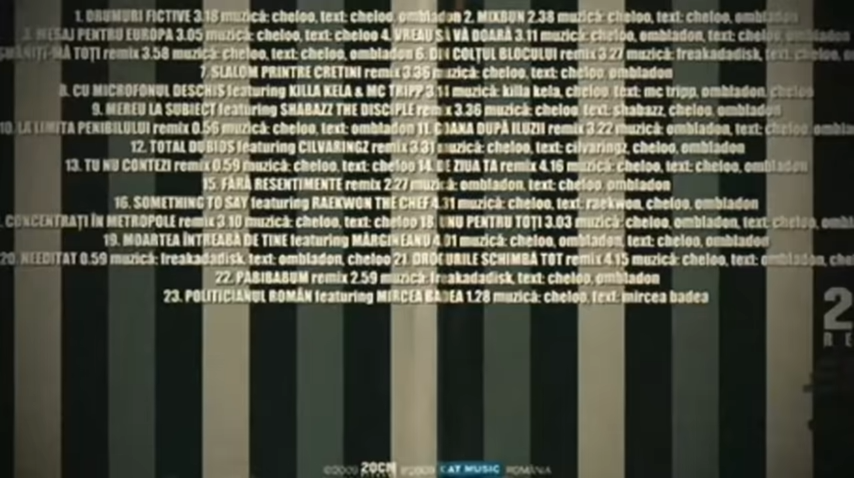 1. DRUMURI FICTIVE 3.18 muzică: cheloo, text: cheloo, ombladon 2. MIXBUN 2.38 muzică: cheloo, text: cheloo, ombladon
3. MESAJ PENTRU EUROPA 3.05 muzică: cheloo, text: cheloo 4. VREAU SĂ VĂ DOARĂ 3.11 muzică: cheloo, ombladon, text: cheloo, ombladon
TOȚI remix 3.58 muzică: cheloo, text: cheloo, ombladon 6. DIN COLȚUL BLOCULUI remix 3.27 muzică: freakadadisk, text: cheloo
7. SLALOM PRINTRE CRETINI remix 3.36 muzică: cheloo, text: cheloo, ombladon
8. CU MICROFONUL DESCHIS featuring KILLA KELA & MC TRIPP 3.14 muzică: killa kela, cheloo, text: mc tripp, ombladon, cheloo
9. MEREU LA SUBIECT featuring SHABAZZ THE DISCIPLE remix 3.36 muzică: cheloo, text: shabazz, cheloo, ombladon
10. LA LIMITA PENIBILULUI remix 0.56 muzică: cheloo, text: ombladon 11. GOANA DUPĂ ILUZII remix 3.22 muzică: ombladon, text: cheloo
12. TOTAL DUBIOS featuring CILVARINGZ remix 3.31 muzică: cheloo, text: cilvaringz, cheloo, ombladon
13. TU NU CONTEZI remix 0.59 muzică: cheloo, text: cheloo 14. DE ZIUA TA remix 4.16 muzică: cheloo, text: cheloo, ombladon
15. FĂRĂ RESENTIMENTE remix 2.27 muzică: ombladon, text: cheloo, ombladon
16. SOMETHING TO SAY featuring RAEKWON THE CHEF 4.31 muzică: cheloo, text: raekwon, cheloo, ombladon
CONCENTRAȚI ÎN METROPOLE remix 3.10 muzică: cheloo, text: cheloo 18. UNU PENTRU TOȚI 3.03 muzică: cheloo, ombladon, text: cheloo
19. MOARTEA ÎNTREABĂ DE TINE featuring MĂRGINEANU 4.01 muzică: cheloo, ombladon, text: cheloo, ombladon
20. NEEDITAT 0.59 muzică: freakadadisk, text: ombladon, cheloo 21. DROGURILE SCHIMBĂ TOT remix 4.15 muzică: cheloo, text: ombladon
22. PABIBABUM remix 2.59 muzică: freakadadisk, text: cheloo, ombladon
23. POLITICIANUL ROMÂN featuring MIRCEA BADEA 1.28 muzică: cheloo, text: mircea badea
2
RE
©2009 20CM ℗2009 CAT MUSIC ROMÂNIA